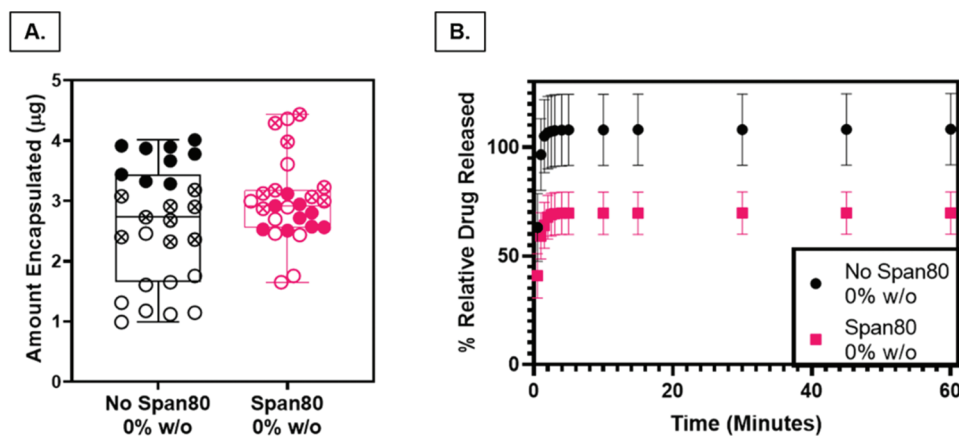 A.
B.
Amount Encapsulated (µg)
5
4
3
2
1
0
No Span80
0% w/o
Span80
0% w/o
% Relative Drug Released
100
50
0
0
20
40
60
Time (Minutes)
No Span80
0% w/o
Span80
0% w/o